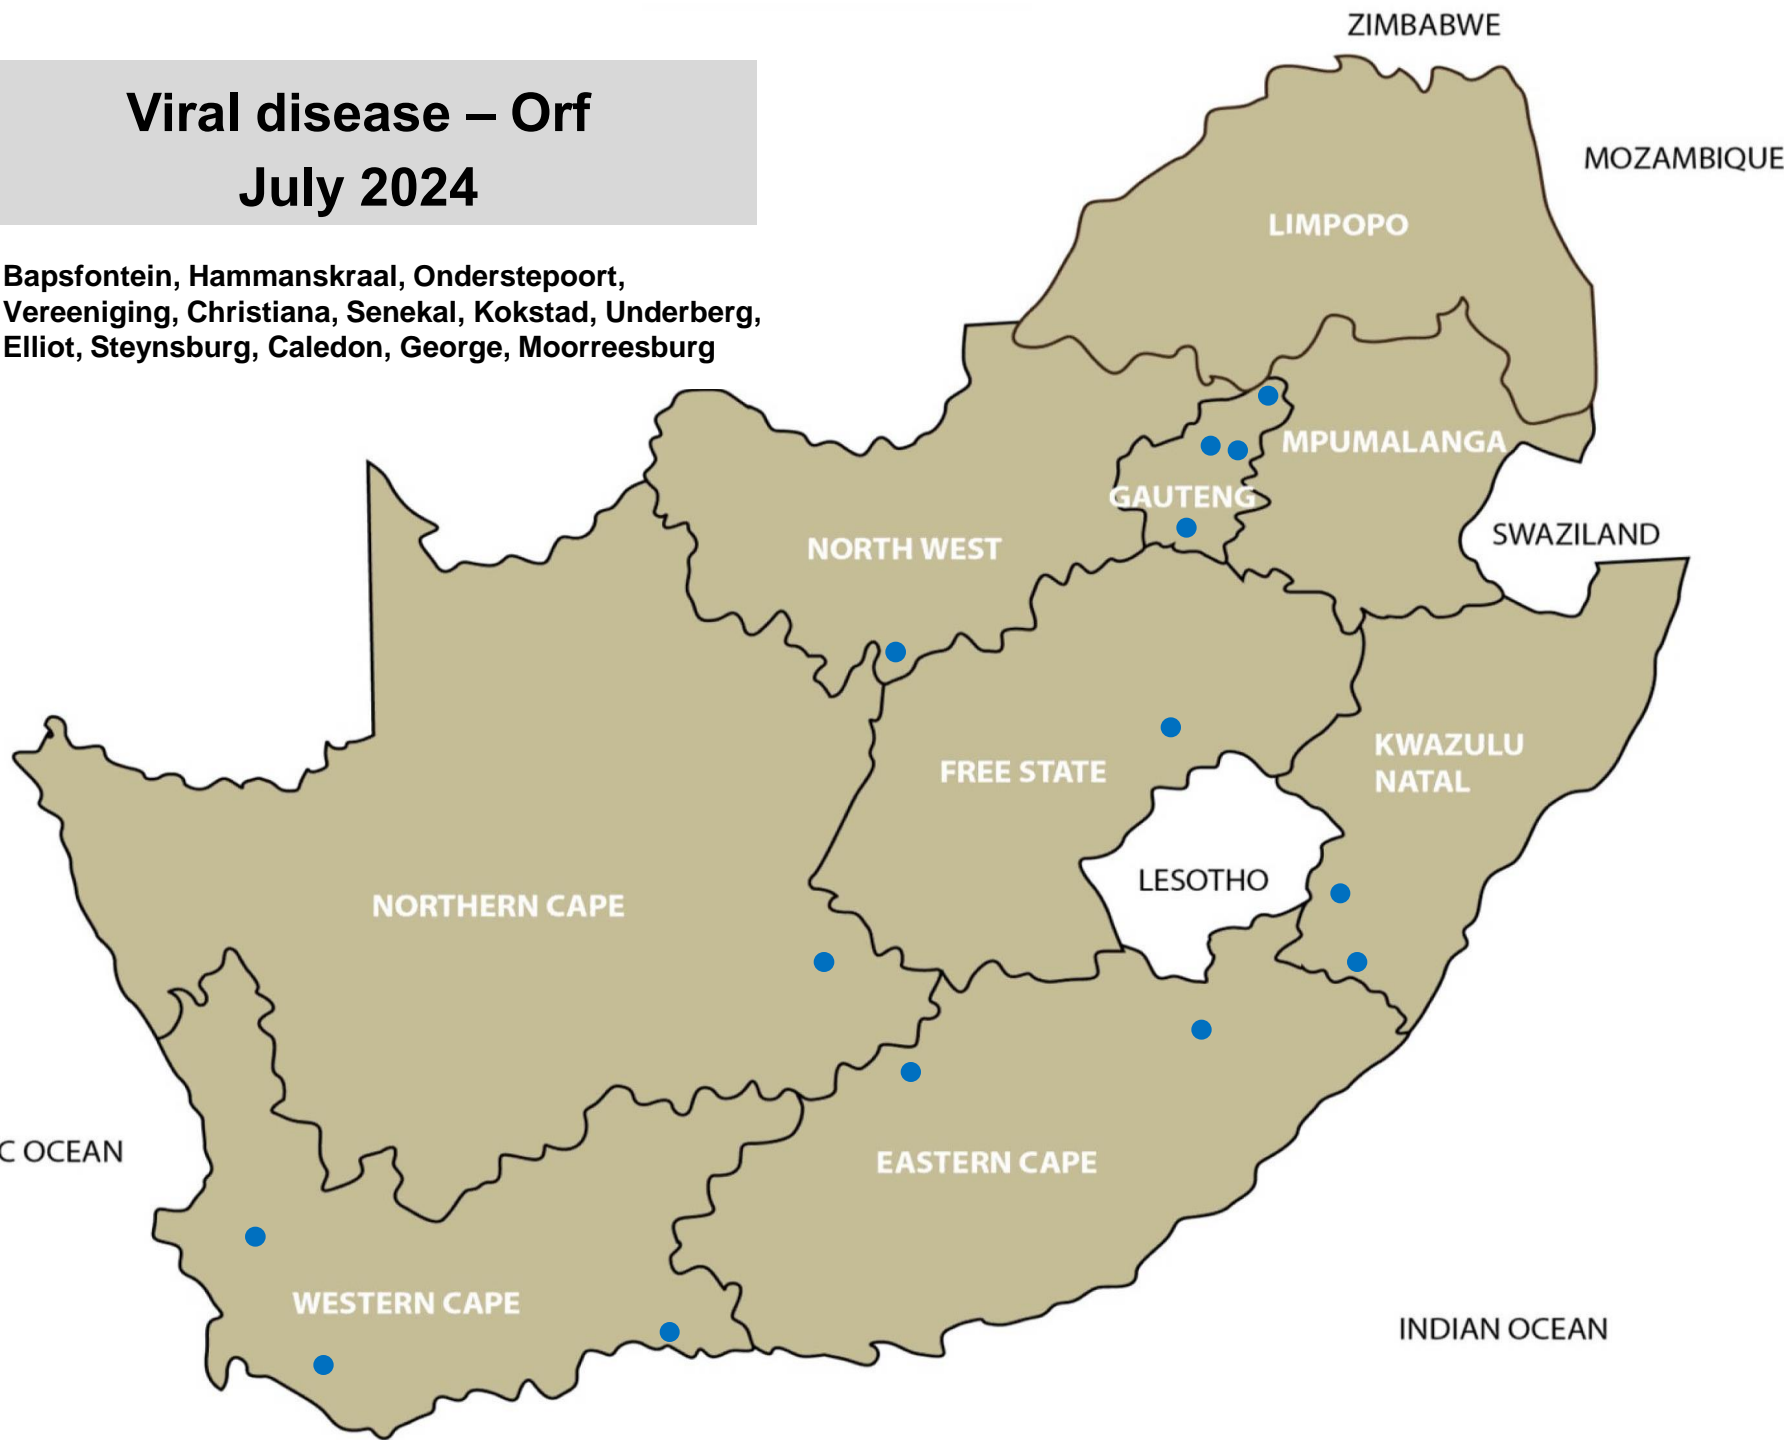 ZIMBABWE
Viral disease – Orf
July 2024
MOZAMBIQUE
LIMPOPO
Bapsfontein, Hammanskraal, Onderstepoort,
Vereeniging, Christiana, Senekal, Kokstad, Underberg,
Elliot, Steynsburg, Caledon, George, Moorreesburg
MPUMALANGA
GAUTENG
SWAZILAND
NORTH WEST
KWAZULU
NATAL
FREE STATE
LESOTHO
NORTHERN CAPE
C OCEAN
EASTERN CAPE
WESTERN CAPE
INDIAN OCEAN